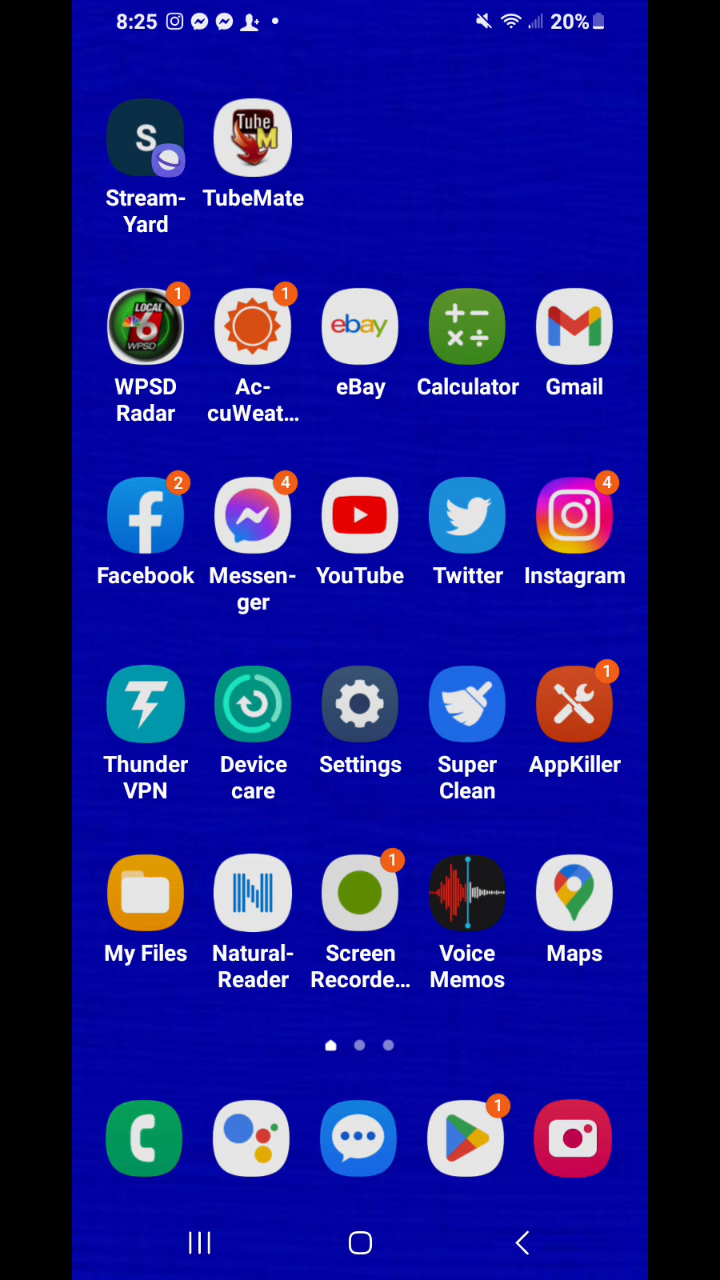 8:25
20%
S
Tube
M
Stream-
Yard
TubeMate
1
1
LOCAL
6
WPSD
ebay
WPSD
Radar
Ac-
cuWeat...
eBay
Calculator
Gmail
2
4
4
Facebook
Messen-
ger
YouTube
Twitter
Instagram
1
Thunder
VPN
Device
care
Settings
Super
Clean
AppKiller
1
My Files
Natural-
Reader
Screen
Recorde...
Voice
Memos
Maps
1